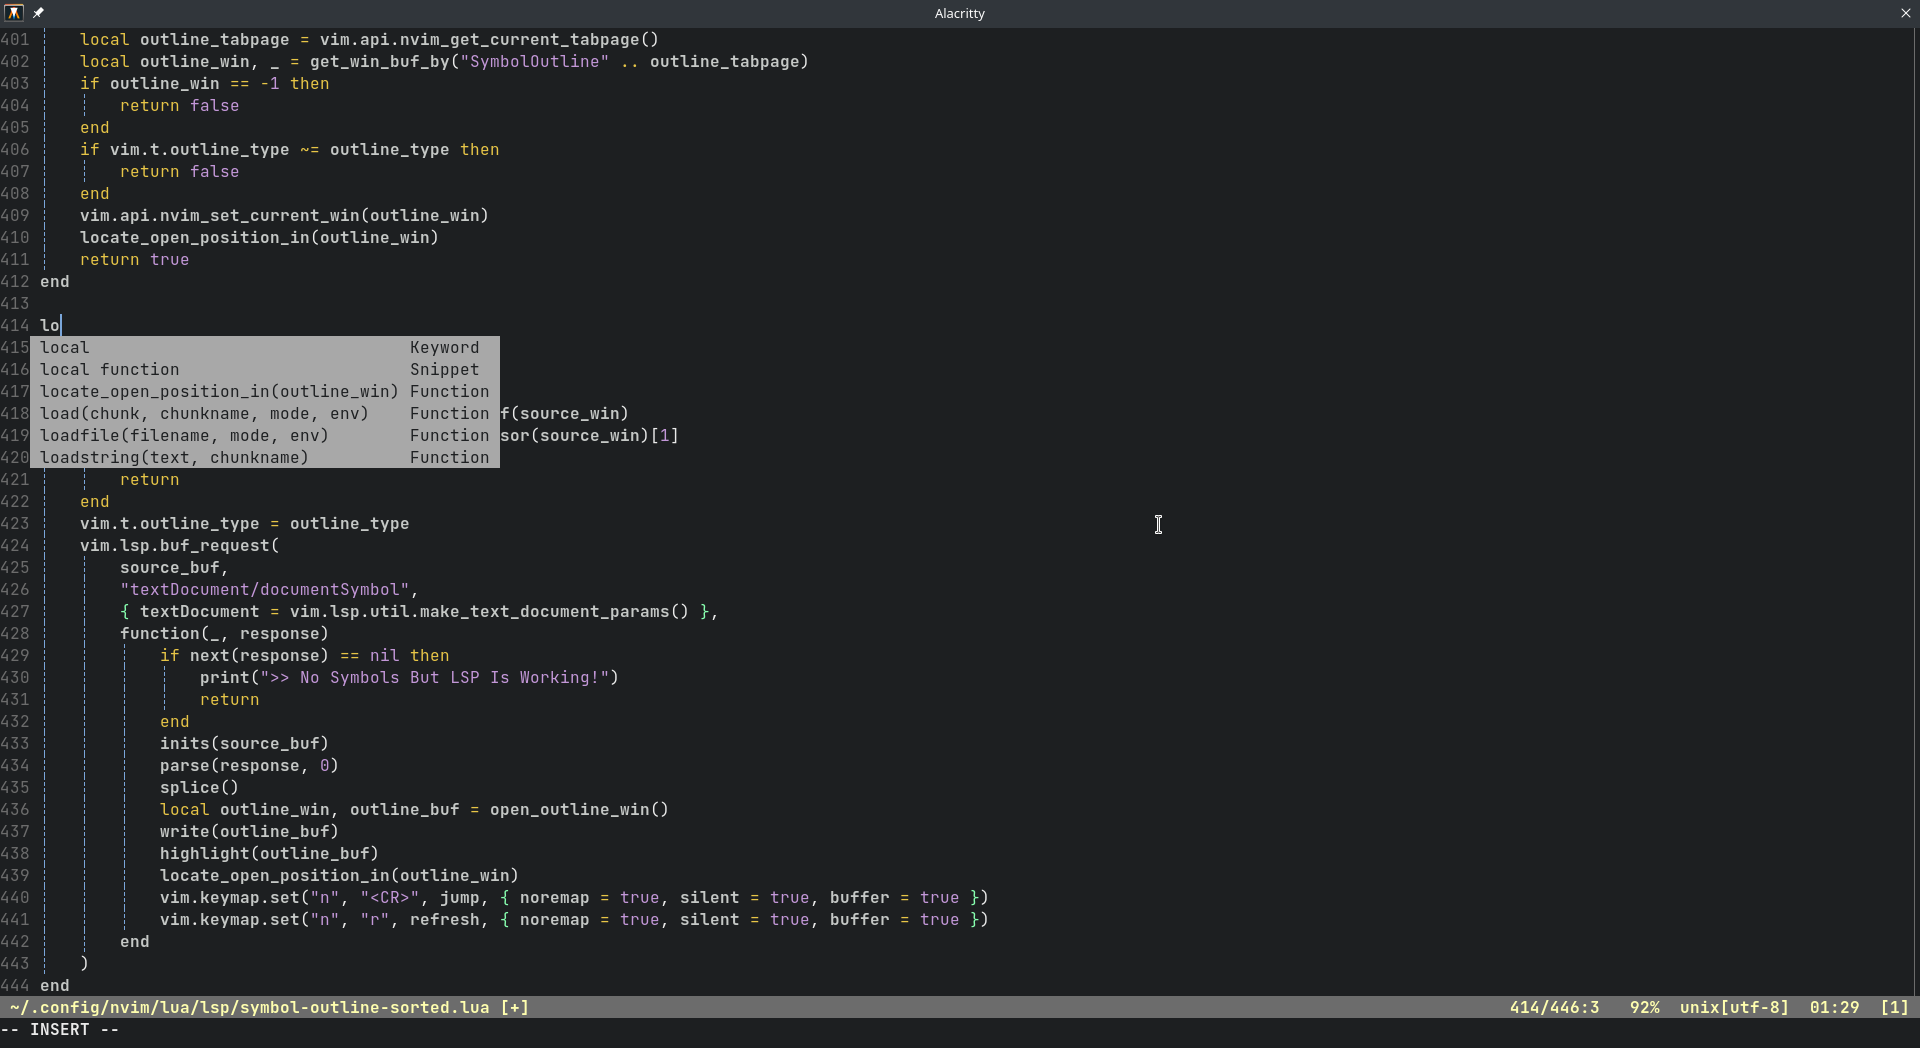 Alacritty
401     local outline_tabpage = vim.api.nvim_get_current_tabpage()
402     local outline_win, _ = get_win_buf_by("SymbolOutline" .. outline_tabpage)
403     if outline_win == -1 then
404         return false
405     end
406     if vim.t.outline_type ~= outline_type then
407         return false
408     end
409     vim.api.nvim_set_current_win(outline_win)
410     locate_open_position_in(outline_win)
411     return true
412 end
413
414 lo
415 local                                Keyword
416 local function                       Snippet
417 locate_open_position_in(outline_win) Function
418 load(chunk, chunkname, mode, env)    Function f(source_win)
419 loadfile(filename, mode, env)        Function sor(source_win)[1]
420 loadstring(text, chunkname)          Function
421         return
422     end
423     vim.t.outline_type = outline_type
424     vim.lsp.buf_request(
425         source_buf,
426         "textDocument/documentSymbol",
427         { textDocument = vim.lsp.util.make_text_document_params() },
428         function(_, response)
429             if next(response) == nil then
430                 print(">> No Symbols But LSP Is Working!")
431                 return
432             end
433             inits(source_buf)
434             parse(response, 0)
435             splice()
436             local outline_win, outline_buf = open_outline_win()
437             write(outline_buf)
438             highlight(outline_buf)
439             locate_open_position_in(outline_win)
440             vim.keymap.set("n", "<CR>", jump, { noremap = true, silent = true, buffer = true })
441             vim.keymap.set("n", "r", refresh, { noremap = true, silent = true, buffer = true })
442         end
443     )
444 end
~/.config/nvim/lua/lsp/symbol-outline-sorted.lua [+] 414/446:3 92% unix[utf-8] 01:29 [1]
-- INSERT --